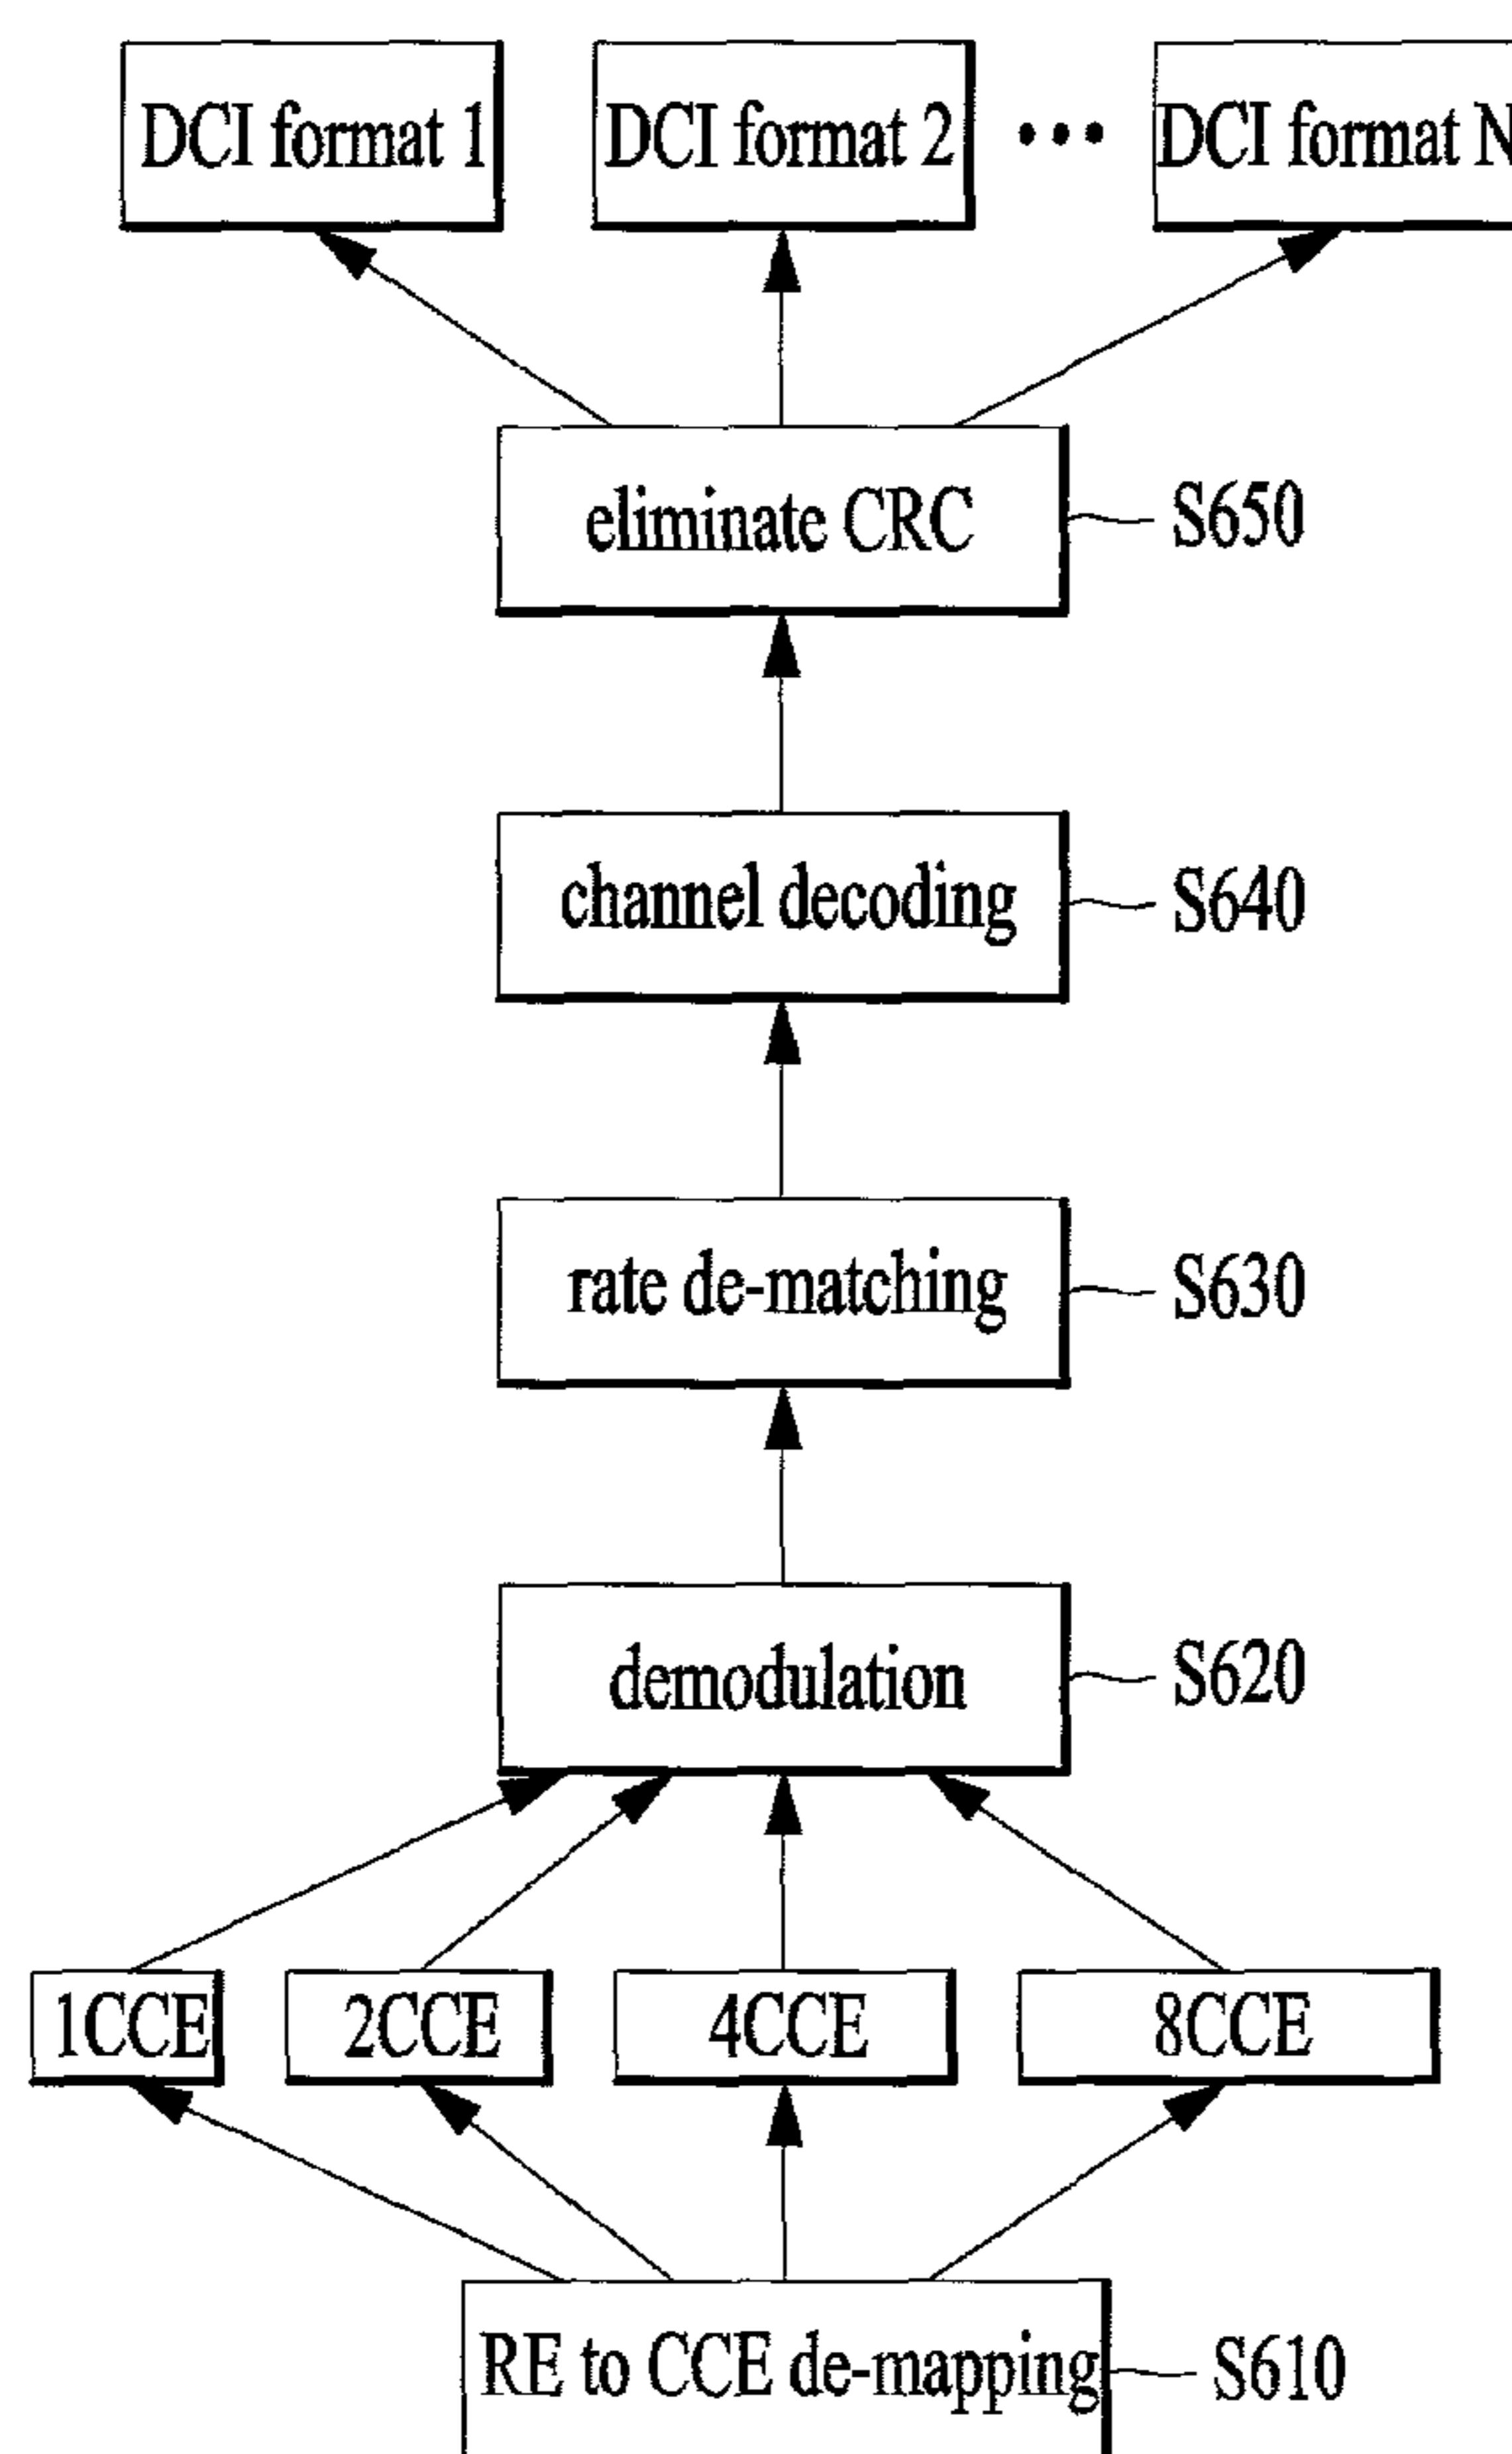 DCI format 1 DCI format 2 ••• DCI format N
eliminate CRC S650
channel decoding S640
rate de-matching S630
demodulation S620
1CCE 2CCE 4CCE 8CCE
RE to CCE de-mapping S610